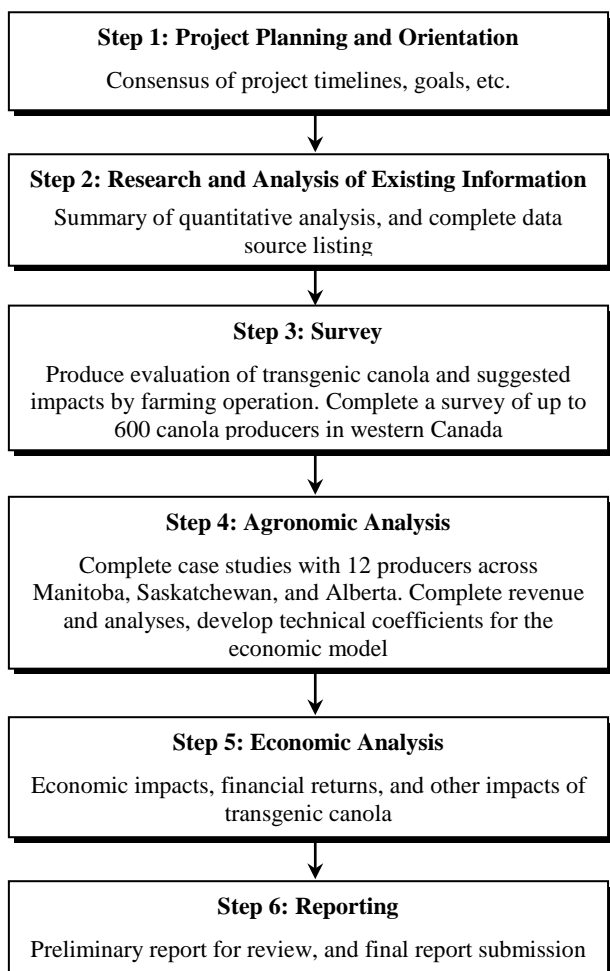 Step 1: Project Planning and Orientation
Consensus of project timelines, goals, etc.
Step 2: Research and Analysis of Existing Information
Summary of quantitative analysis, and complete data
source listing
Step 3: Survey
Produce evaluation of transgenic canola and suggested
impacts by farming operation. Complete a survey of up to
600 canola producers in western Canada
Step 4: Agronomic Analysis
Complete case studies with 12 producers across
Manitoba, Saskatchewan, and Alberta. Complete revenue
and analyses, develop technical coefficients for the
economic model
Step 5: Economic Analysis
Economic impacts, financial returns, and other impacts of
transgenic canola
Step 6: Reporting
Preliminary report for review, and final report submission